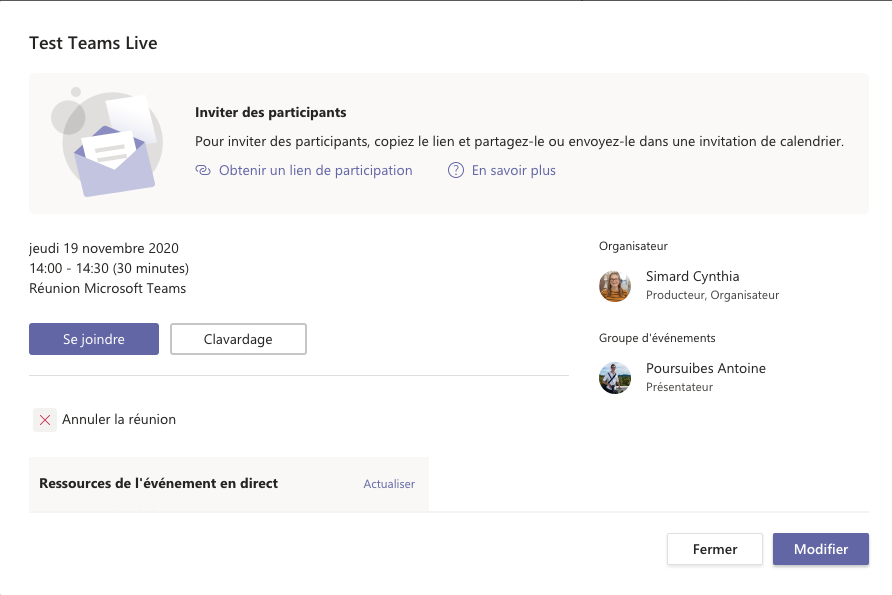 Test Teams Live
Inviter des participants
Pour inviter des participants, copiez le lien et partagez-le ou envoyez-le dans une invitation de calendrier.
Obtenir un lien de participation
? En savoir plus
jeudi 19 novembre 2020
14:00 - 14:30 (30 minutes)
Réunion Microsoft Teams
Se joindre
Clavardage
Annuler la réunion
Ressources de l'événement en direct
Actualiser
Organisateur
Simard Cynthia
Producteur, Organisateur
Groupe d'événements
Poursuibes Antoine
Présentateur
Fermer
Modifier